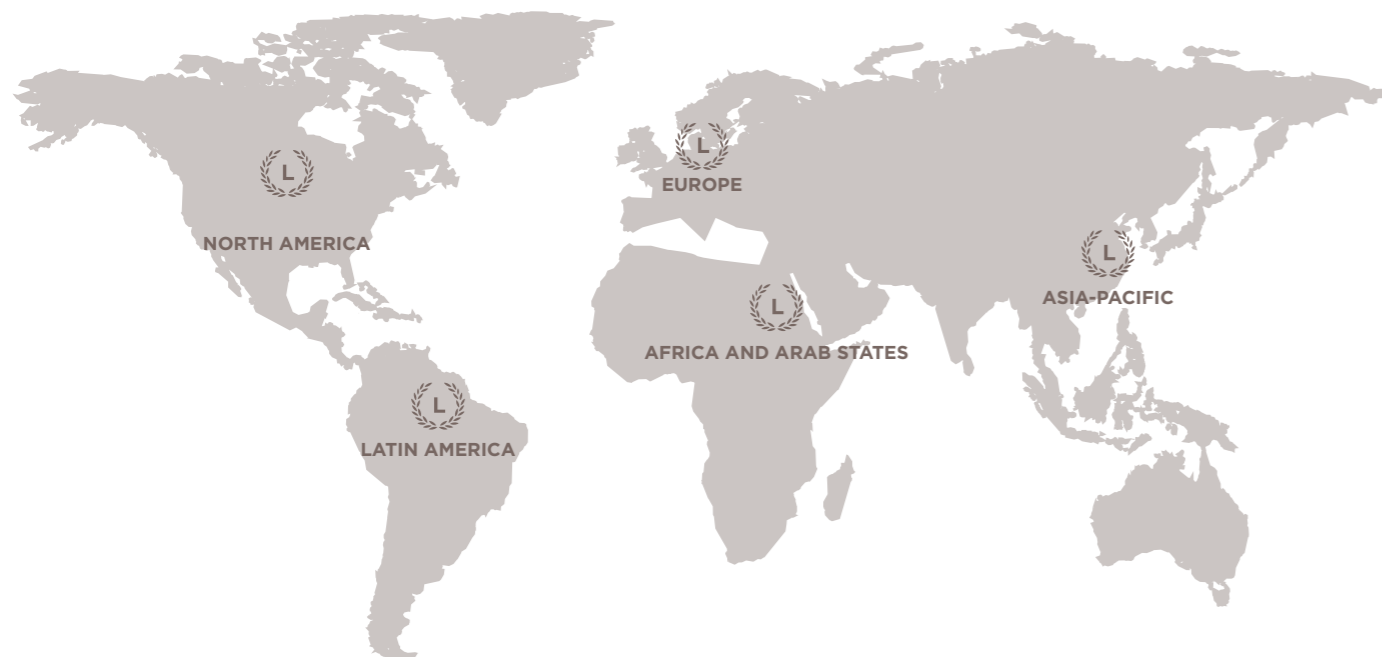 L
EUROPE
L
NORTH AMERICA
L
ASIA-PACIFIC
L
AFRICA AND ARAB STATES
L
LATIN AMERICA